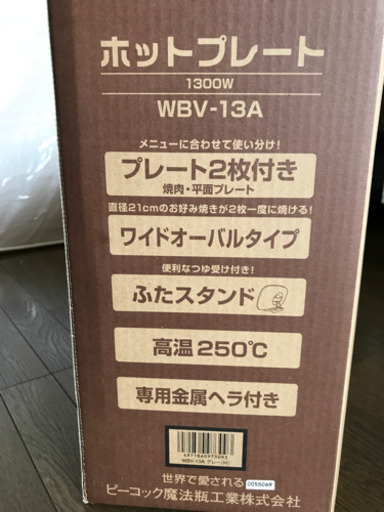 ホットプレート
1300W
WBV-13A
メニューに合わせて使い分け!
プレート2枚付き
焼肉・平面プレート
直径21cmのお好み焼きが2枚一度に焼ける!
ワイドオーバルタイプ
便利なつゆ受け付き!
ふたスタンド
高温250℃
専用金属ヘラ付き
WBV-13A グレー(H)
世界で愛される
ピーコック魔法瓶工業株式会社